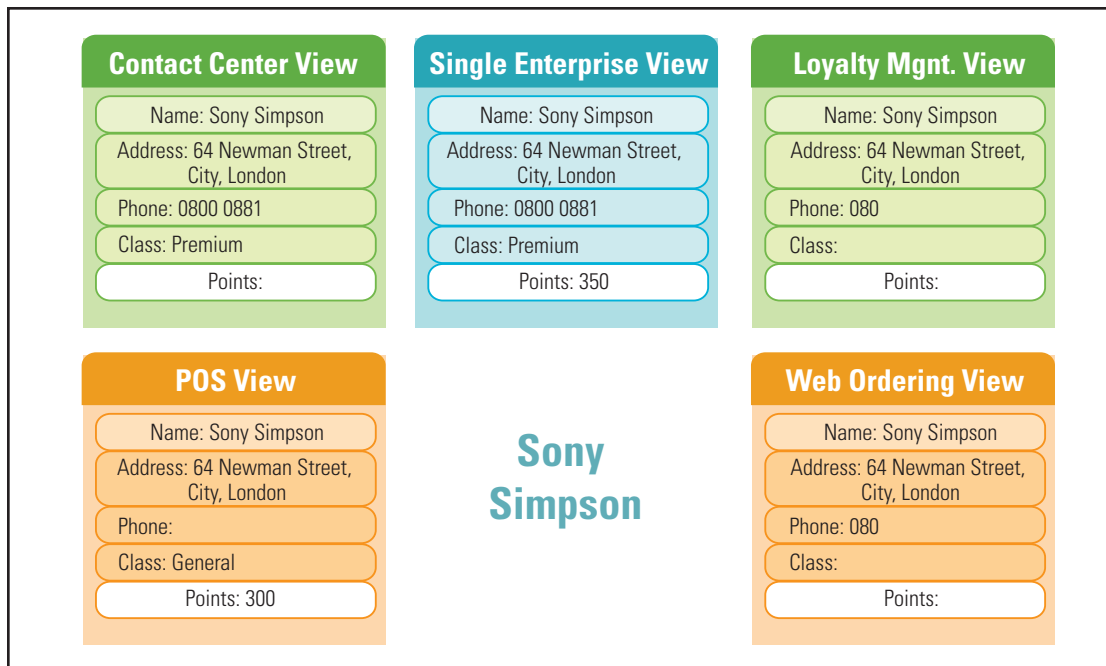 Contact Center View
Name: Sony Simpson
Address: 64 Newman Street,
City, London
Phone: 0800 0881
Class: Premium
Points:
Single Enterprise View
Name: Sony Simpson
Address: 64 Newman Street,
City, London
Phone: 0800 0881
Class: Premium
Points: 350
Loyalty Mgnt. View
Name: Sony Simpson
Address: 64 Newman Street,
City, London
Phone: 080
Class:
Points:
POS View
Name: Sony Simpson
Address: 64 Newman Street,
City, London
Phone:
Class: General
Points: 300
Sony
Simpson
Web Ordering View
Name: Sony Simpson
Address: 64 Newman Street,
City, London
Phone: 080
Class:
Points: